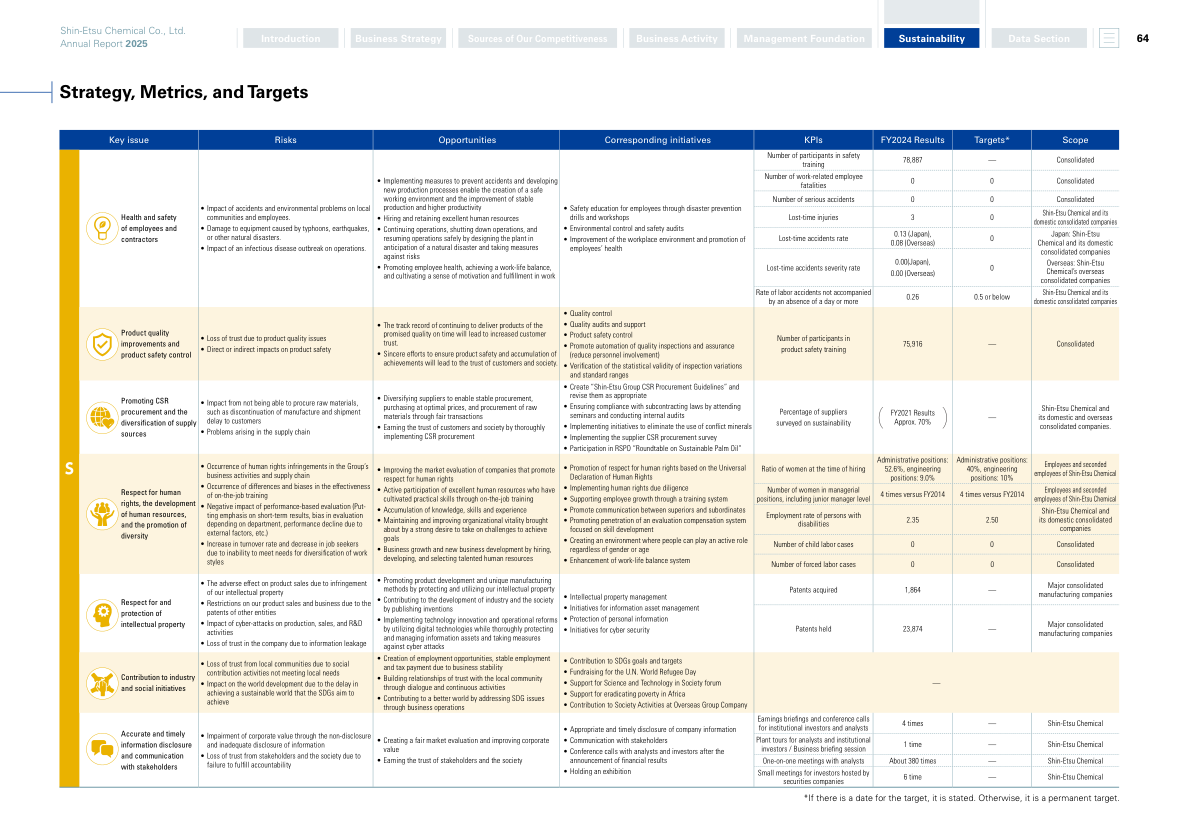 Shin-Etsu Chemical Co., Ltd.
Annual Report 2025
Introduction
Business Strategy
Sources of Our Competitiveness
Business Activity
Management Foundation
Sustainability
Data Section
64
Strategy, Metrics, and Targets
Key issue
Risks
Opportunities
Corresponding initiatives
KPIs
FY2024 Results
Targets*
Scope
S
Health and safety
of employees and
contractors
• Impact of accidents and environmental problems on local
communities and employees.
• Damage to equipment caused by typhoons, earthquakes,
or other natural disasters.
• Impact of an infectious disease outbreak on operations.
• Implementing measures to prevent accidents and developing
new production processes enable the creation of a safe
working environment and the improvement of stable
production and higher productivity
• Hiring and retaining excellent human resources
• Continuing operations, shutting down operations, and
resuming operations safely by designing the plant in
anticipation of a natural disaster and taking measures
against risks
• Promoting employee health, achieving a work-life balance,
and cultivating a sense of motivation and fulfillment in work
• Safety education for employees through disaster prevention
drills and workshops
• Environmental control and safety audits
• Improvement of the workplace environment and promotion of
employees' health
Number of participants in safety
training
78,887
—
Consolidated
Number of work-related employee
fatalities
0
0
Consolidated
Number of serious accidents
0
0
Consolidated
Lost-time injuries
3
0
Shin-Etsu Chemical and its
domestic consolidated companies
Lost-time accidents rate
0.13 (Japan),
0.08 (Overseas)
0
Japan: Shin-Etsu
Chemical and its domestic
consolidated companies
Overseas: Shin-Etsu
Chemical's overseas
consolidated companies
Lost-time accidents severity rate
0.00(Japan),
0.00 (Overseas)
0
Rate of labor accidents not accompanied
by an absence of a day or more
0.26
0.5 or below
Shin-Etsu Chemical and its
domestic consolidated companies
Product quality
improvements and
product safety control
• Loss of trust due to product quality issues
• Direct or indirect impacts on product safety
• The track record of continuing to deliver products of the
promised quality on time will lead to increased customer
trust.
• Sincere efforts to ensure product safety and accumulation of
achievements will lead to the trust of customers and society.
• Quality control
• Quality audits and support
• Product safety control
• Promote automation of quality inspections and assurance
(reduce personnel involvement)
• Verification of the statistical validity of inspection variations
and standard ranges
Number of participants in
product safety training
75,916
—
Consolidated
Promoting CSR
procurement and the
diversification of supply
sources
• Impact from not being able to procure raw materials,
such as discontinuation of manufacture and shipment
delay to customers
• Problems arising in the supply chain
• Diversifying suppliers to enable stable procurement,
purchasing at optimal prices, and procurement of raw
materials through fair transactions
• Earning the trust of customers and society by thoroughly
implementing CSR procurement
• Create "Shin-Etsu Group CSR Procurement Guidelines" and
revise them as appropriate
• Ensuring compliance with subcontracting laws by attending
seminars and conducting internal audits
• Implementing initiatives to eliminate the use of conflict minerals
• Implementing the supplier CSR procurement survey
• Participation in RSPO "Roundtable on Sustainable Palm Oil"
Percentage of suppliers
surveyed on sustainability
( FY2021 Results
Approx. 70% )
—
Shin-Etsu Chemical and
its domestic and overseas
consolidated companies.
Respect for human
rights, the development
of human resources,
and the promotion of
diversity
• Occurrence of human rights infringements in the Group's
business activities and supply chain
• Occurrence of differences and biases in the effectiveness
of on-the-job training
• Negative impact of performance-based evaluation (Put-
ting emphasis on short-term results, bias in evaluation
depending on department, performance decline due to
external factors, etc.)
• Increase in turnover rate and decrease in job seekers
due to inability to meet needs for diversification of work
styles
• Improving the market evaluation of companies that promote
respect for human rights
• Active participation of excellent human resources who have
cultivated practical skills through on-the-job training
• Accumulation of knowledge, skills and experience
• Maintaining and improving organizational vitality brought
about by a strong desire to take on challenges to achieve
goals
• Business growth and new business development by hiring,
developing, and selecting talented human resources
• Promotion of respect for human rights based on the Universal
Declaration of Human Rights
• Implementing human rights due diligence
• Supporting employee growth through a training system
• Promote communication between superiors and subordinates
• Promoting penetration of an evaluation compensation system
focused on skill development
• Creating an environment where people can play an active role
regardless of gender or age
• Enhancement of work-life balance system
Ratio of women at the time of hiring
Administrative positions:
52.6%, engineering
positions: 9.0%
Administrative positions:
40%, engineering
positions: 10%
Employees and seconded
employees of Shin-Etsu Chemical
Number of women in managerial
positions, including junior manager level
4 times versus FY2014
4 times versus FY2014
Employees and seconded
employees of Shin-Etsu Chemical
Employment rate of persons with
disabilities
2.35
2.50
Shin-Etsu Chemical and
its domestic consolidated
companies
Number of child labor cases
0
0
Consolidated
Number of forced labor cases
0
0
Consolidated
Respect for and
protection of
intellectual property
• The adverse effect on product sales due to infringement
of our intellectual property
• Restrictions on our product sales and business due to the
patents of other entities
• Impact of cyber-attacks on production, sales, and R&D
activities
• Loss of trust in the company due to information leakage
• Promoting product development and unique manufacturing
methods by protecting and utilizing our intellectual property
• Contributing to the development of industry and the society
by publishing inventions
• Implementing technology innovation and operational reforms
by utilizing digital technologies while thoroughly protecting
and managing information assets and taking measures
against cyber attacks
• Intellectual property management
• Initiatives for information asset management
• Protection of personal information
• Initiatives for cyber security
Patents acquired
1,864
—
Major consolidated
manufacturing companies
Patents held
23,874
—
Major consolidated
manufacturing companies
Contribution to industry
and social initiatives
• Loss of trust from local communities due to social
contribution activities not meeting local needs
• Impact on the world development due to the delay in
achieving a sustainable world that the SDGs aim to
achieve
• Creation of employment opportunities, stable employment
and tax payment due to business stability
• Building relationships of trust with the local community
through dialogue and continuous activities
• Contributing to a better world by addressing SDG issues
through business operations
• Contribution to SDGs goals and targets
• Fundraising for the U.N. World Refugee Day
• Support for Science and Technology in Society forum
• Support for eradicating poverty in Africa
• Contribution to Society Activities at Overseas Group Company
—
Accurate and timely
information disclosure
and communication
with stakeholders
• Impairment of corporate value through the non-disclosure
and inadequate disclosure of information
• Loss of trust from stakeholders and the society due to
failure to fulfill accountability
• Creating a fair market evaluation and improving corporate
value
• Earning the trust of stakeholders and the society
• Appropriate and timely disclosure of company information
• Communication with stakeholders
• Conference calls with analysts and investors after the
announcement of financial results
• Holding an exhibition
Earnings briefings and conference calls
for institutional investors and analysts
4 times
—
Shin-Etsu Chemical
Plant tours for analysts and institutional
investors / Business briefing session
1 time
—
Shin-Etsu Chemical
One-on-one meetings with analysts
About 380 times
—
Shin-Etsu Chemical
Small meetings for investors hosted by
securities companies
6 time
—
Shin-Etsu Chemical
*If there is a date for the target, it is stated. Otherwise, it is a permanent target.